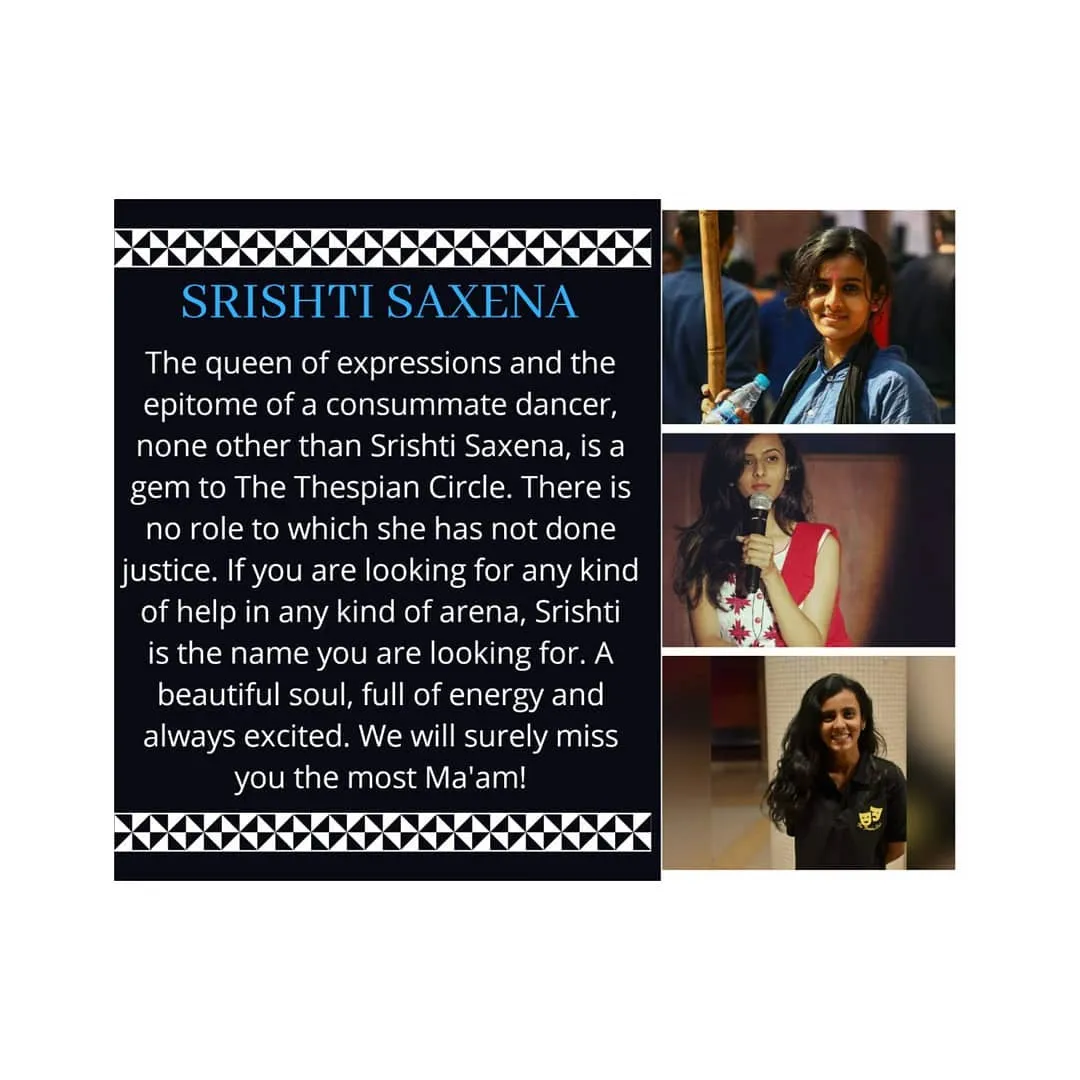 SRISHTI SAXENA
The queen of expressions and the
epitome of a consummate dancer,
none other than Srishti Saxena, is a
gem to The Thespian Circle. There is
no role to which she has not done
justice. If you are looking for any kind
of help in any kind of arena, Srishti
is the name you are looking for. A
beautiful soul, full of energy and
always excited. We will surely miss
you the most Ma'am!